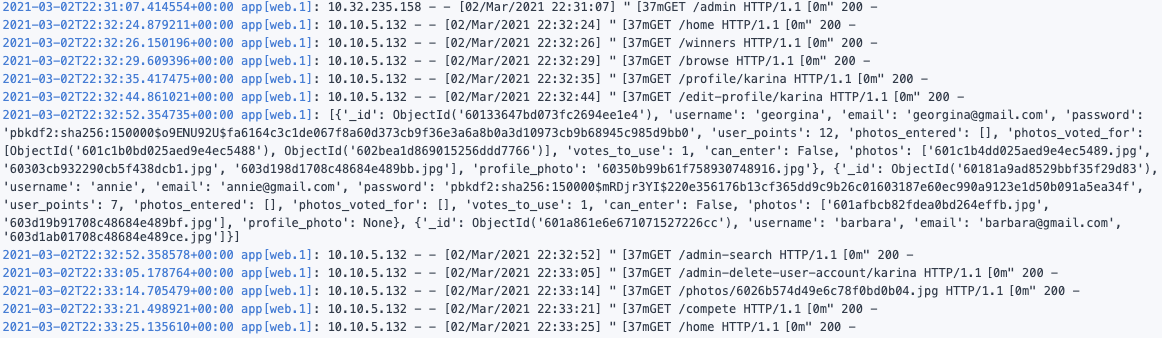 2021-03-02T22:31:07.414554+00:00 app[web.1]: 10.32.235.158 – – [02/Mar/2021 22:31:07] " [37mGET /admin HTTP/1.1 [0m" 200 –
2021-03-02T22:32:24.879211+00:00 app[web.1]: 10.10.5.132 – – [02/Mar/2021 22:32:24] " [37mGET /home HTTP/1.1 [0m" 200 –
2021-03-02T22:32:26.150196+00:00 app[web.1]: 10.10.5.132 – – [02/Mar/2021 22:32:26] " [37mGET /winners HTTP/1.1 [0m" 200 –
2021-03-02T22:32:29.609396+00:00 app[web.1]: 10.10.5.132 – – [02/Mar/2021 22:32:29] " [37mGET /browse HTTP/1.1 [0m" 200 –
2021-03-02T22:32:35.417475+00:00 app[web.1]: 10.10.5.132 – – [02/Mar/2021 22:32:35] " [37mGET /profile/karina HTTP/1.1 [0m" 200 –
2021-03-02T22:32:44.861021+00:00 app[web.1]: 10.10.5.132 – – [02/Mar/2021 22:32:44] " [37mGET /edit-profile/karina HTTP/1.1 [0m" 200 –
2021-03-02T22:32:52.354735+00:00 app[web.1]: [{'_id': ObjectId('60133647bd073fc2694ee1e4'), 'username': 'georgina', 'email': 'georgina@gmail.com', 'password':
'pbkdf2:sha256:150000$o9ENU92U$fa6164c3c1de067f8a60d373cb9f36e3a6a8b0a3d10973cb9b68945c985d9bb0', 'user_points': 12, 'photos_entered': [], 'photos_voted_for':
[ObjectId('601c1b0bd025aed9e4ec5488'), ObjectId('602bea1d869015256ddd7766')], 'votes_to_use': 1, 'can_enter': False, 'photos': ['601c1b4dd025aed9e4ec5489.jpg',
'60303cb932290cb5f438dcb1.jpg', '603d198d1708c48684e489bb.jpg'], 'profile_photo': '60350b99b61f758930748916.jpg'}, {'_id': ObjectId('60181a9ad8529bbf35f29d83'),
'username': 'annie', 'email': 'annie@gmail.com', 'password': 'pbkdf2:sha256:150000$mRDjr3YI$220e356176b13cf365dd9c9b26c01603187e60ec990a9123e1d50b091a5ea34f',
'user_points': 7, 'photos_entered': [], 'photos_voted_for': [], 'votes_to_use': 1, 'can_enter': False, 'photos': ['601afbcb82fdea0bd264effb.jpg',
'603d19b91708c48684e489bf.jpg'], 'profile_photo': None}, {'_id': ObjectId('601a861e6e671071527226cc'), 'username': 'barbara', 'email': 'barbara@gmail.com',
'603d1ab01708c48684e489ce.jpg']}]
2021-03-02T22:32:52.358578+00:00 app[web.1]: 10.10.5.132 – – [02/Mar/2021 22:32:52] " [37mGET /admin-search HTTP/1.1 [0m" 200 –
2021-03-02T22:33:05.178764+00:00 app[web.1]: 10.10.5.132 – – [02/Mar/2021 22:33:05] " [37mGET /admin-delete-user-account/karina HTTP/1.1 [0m" 200 –
2021-03-02T22:33:14.705479+00:00 app[web.1]: 10.10.5.132 – – [02/Mar/2021 22:33:14] " [37mGET /photos/6026b574d49e6c78f0bd0b04.jpg HTTP/1.1 [0m" 200 –
2021-03-02T22:33:21.498921+00:00 app[web.1]: 10.10.5.132 – – [02/Mar/2021 22:33:21] " [37mGET /compete HTTP/1.1 [0m" 200 –
2021-03-02T22:33:25.135610+00:00 app[web.1]: 10.10.5.132 – – [02/Mar/2021 22:33:25] " [37mGET /home HTTP/1.1 [0m" 200 –